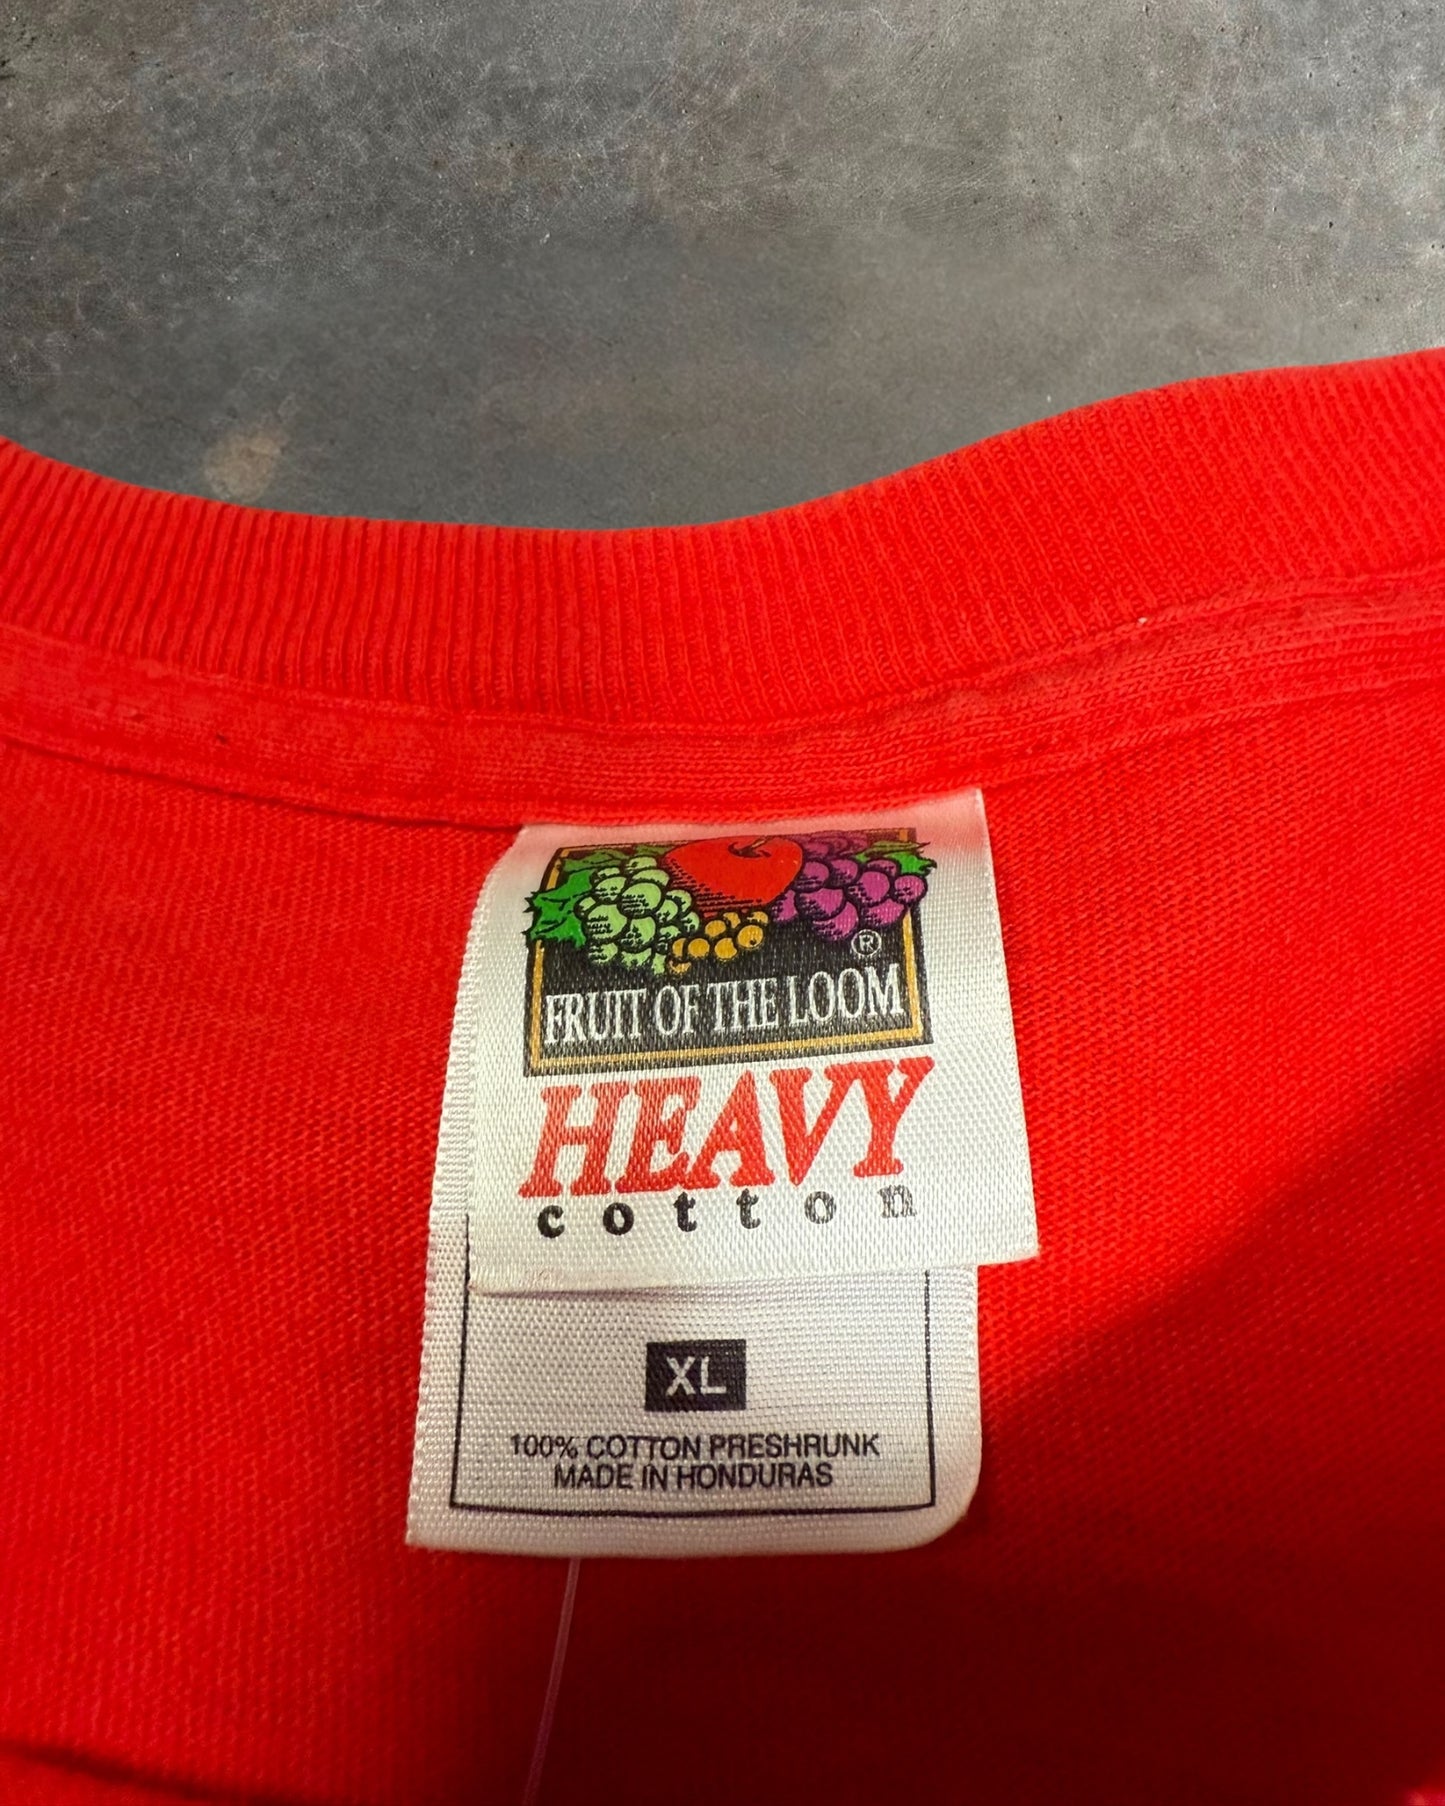 ®
FRUIT OF THE LOOM
HEAVY
cotton
XL
100% COTTON PRESHRUNK
MADE IN HONDURAS